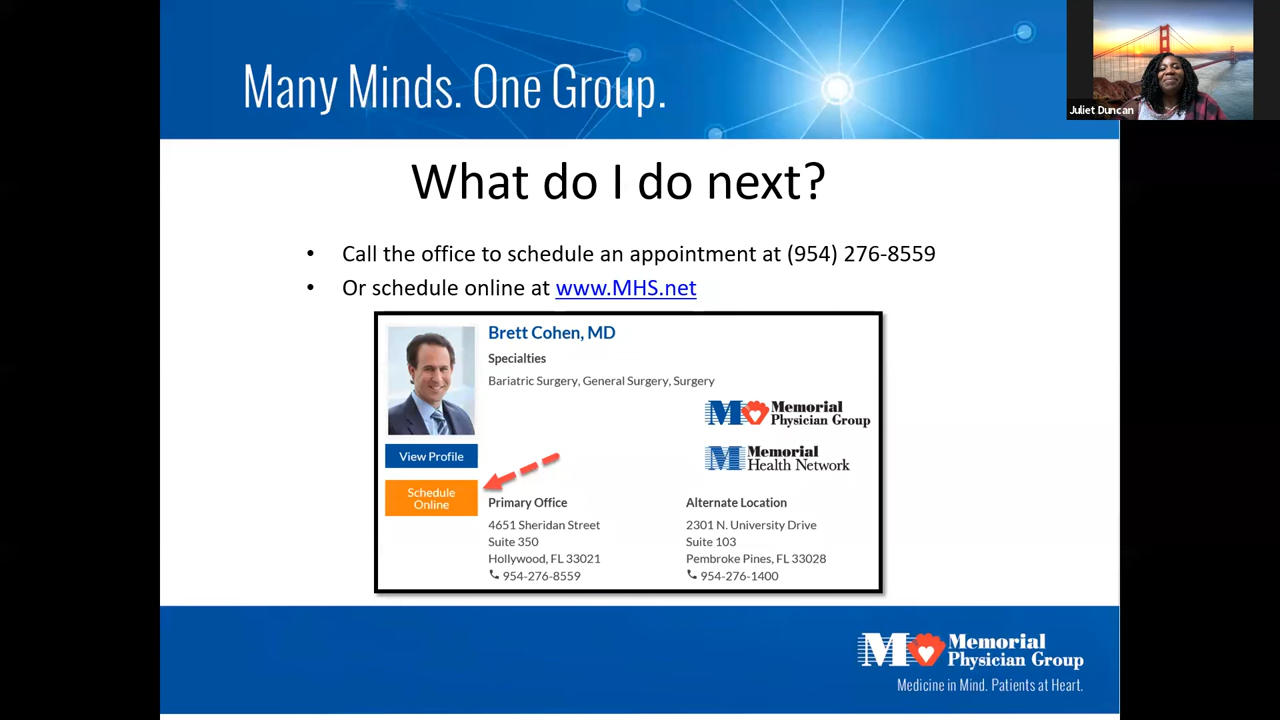 Many Minds. One Group.
Juliet Duncan
What do I do next?
• Call the office to schedule an appointment at (954) 276-8559
• Or schedule online at www.MHS.net
Brett Cohen, MD
Specialties
Bariatric Surgery, General Surgery, Surgery
M Memorial
Physician Group
M Memorial
Health Network
View Profile
Schedule
Online
Primary Office
4651 Sheridan Street
Suite 350
Hollywood, FL 33021
954-276-8559
Alternate Location
2301 N. University Drive
Suite 103
Pembroke Pines, FL 33028
954-276-1400
M Memorial
Physician Group
Medicine in Mind. Patients at Heart.